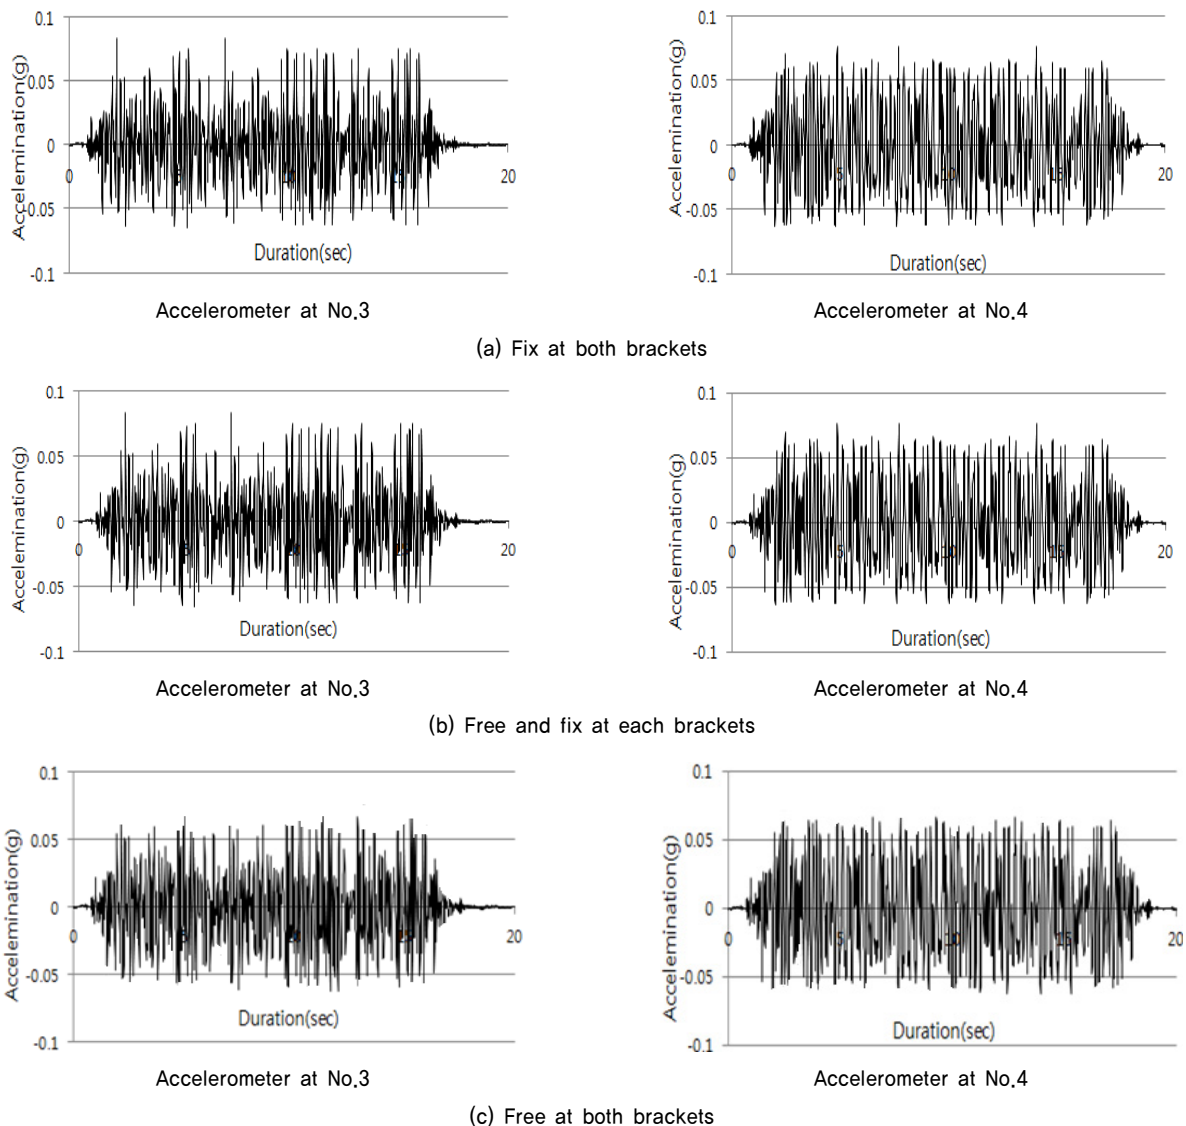 0.1
0.05
0
-0.05
-0.1
0 5 10 15 20
Accelemination(g)
Duration(sec)
Accelerometer at No.3
0.1
0.05
0
-0.05
-0.1
0 5 10 15 20
Accelemination(g)
Duration(sec)
Accelerometer at No.4
(a) Fix at both brackets
0.1
0.05
0
-0.05
-0.1
0 5 10 15 20
Accelemination(g)
Duration(sec)
Accelerometer at No.3
0.1
0.05
0
-0.05
-0.1
0 5 10 15 20
Accelemination(g)
Duration(sec)
Accelerometer at No.4
(b) Free and fix at each brackets
0.1
0.05
0
-0.05
-0.1
0 5 10 15 20
Accelemination(g)
Duration(sec)
Accelerometer at No.3
0.1
0.05
0
-0.05
-0.1
0 5 10 15 20
Accelemination(g)
Duration(sec)
Accelerometer at No.4
(c) Free at both brackets